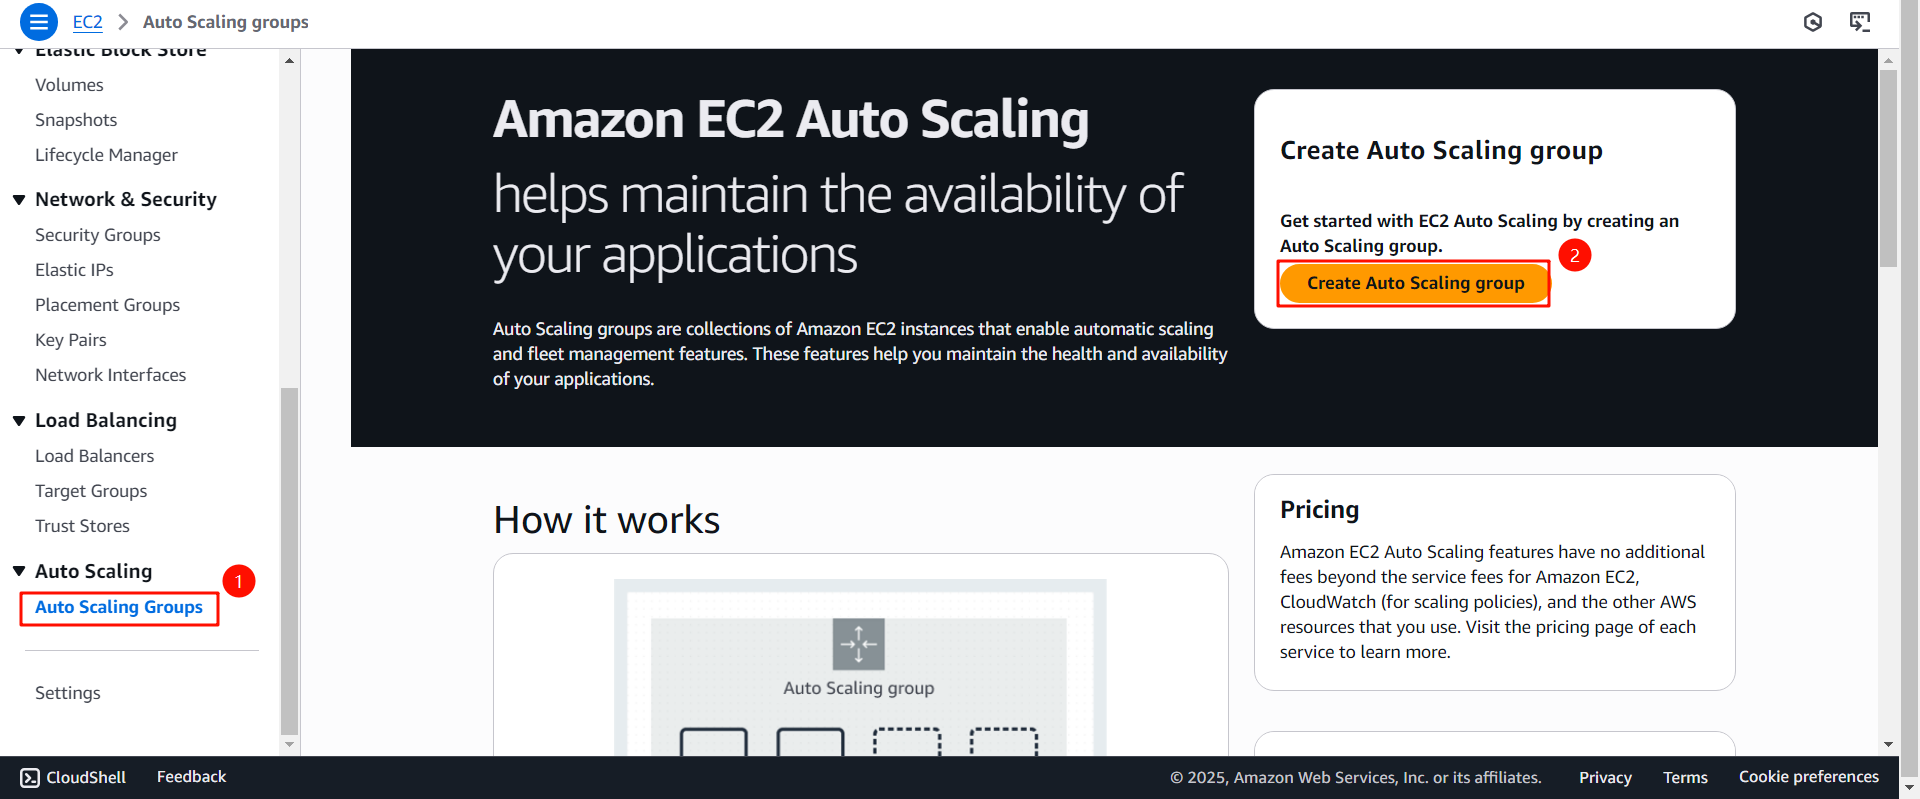 EC2 > Auto Scaling groups
Elastic Block Store
Volumes
Snapshots
Lifecycle Manager
Network & Security
Security Groups
Elastic IPs
Placement Groups
Key Pairs
Network Interfaces
Load Balancing
Load Balancers
Target Groups
Trust Stores
Auto Scaling
1
Auto Scaling Groups
Settings
Amazon EC2 Auto Scaling
helps maintain the availability of
your applications
Auto Scaling groups are collections of Amazon EC2 instances that enable automatic scaling
and fleet management features. These features help you maintain the health and availability
of your applications.
Create Auto Scaling group
Get started with EC2 Auto Scaling by creating an
Auto Scaling group.
2
Create Auto Scaling group
How it works
Auto Scaling group
Pricing
Amazon EC2 Auto Scaling features have no additional
fees beyond the service fees for Amazon EC2,
CloudWatch (for scaling policies), and the other AWS
resources that you use. Visit the pricing page of each
service to learn more.
CloudShell Feedback © 2025, Amazon Web Services, Inc. or its affiliates. Privacy Terms Cookie preferences